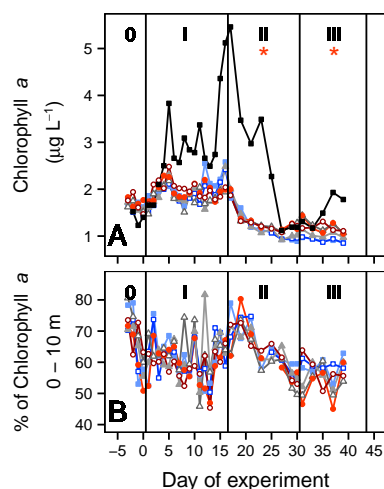 0 I II III
* *
Chlorophyll a
(µg L⁻¹)
5
4
3
2
1
A
0 I II III
% of Chlorophyll a
0 – 10 m
80
70
60
50
40
B
−5 0 5 10 15 20 25 30 35 40 45
Day of experiment